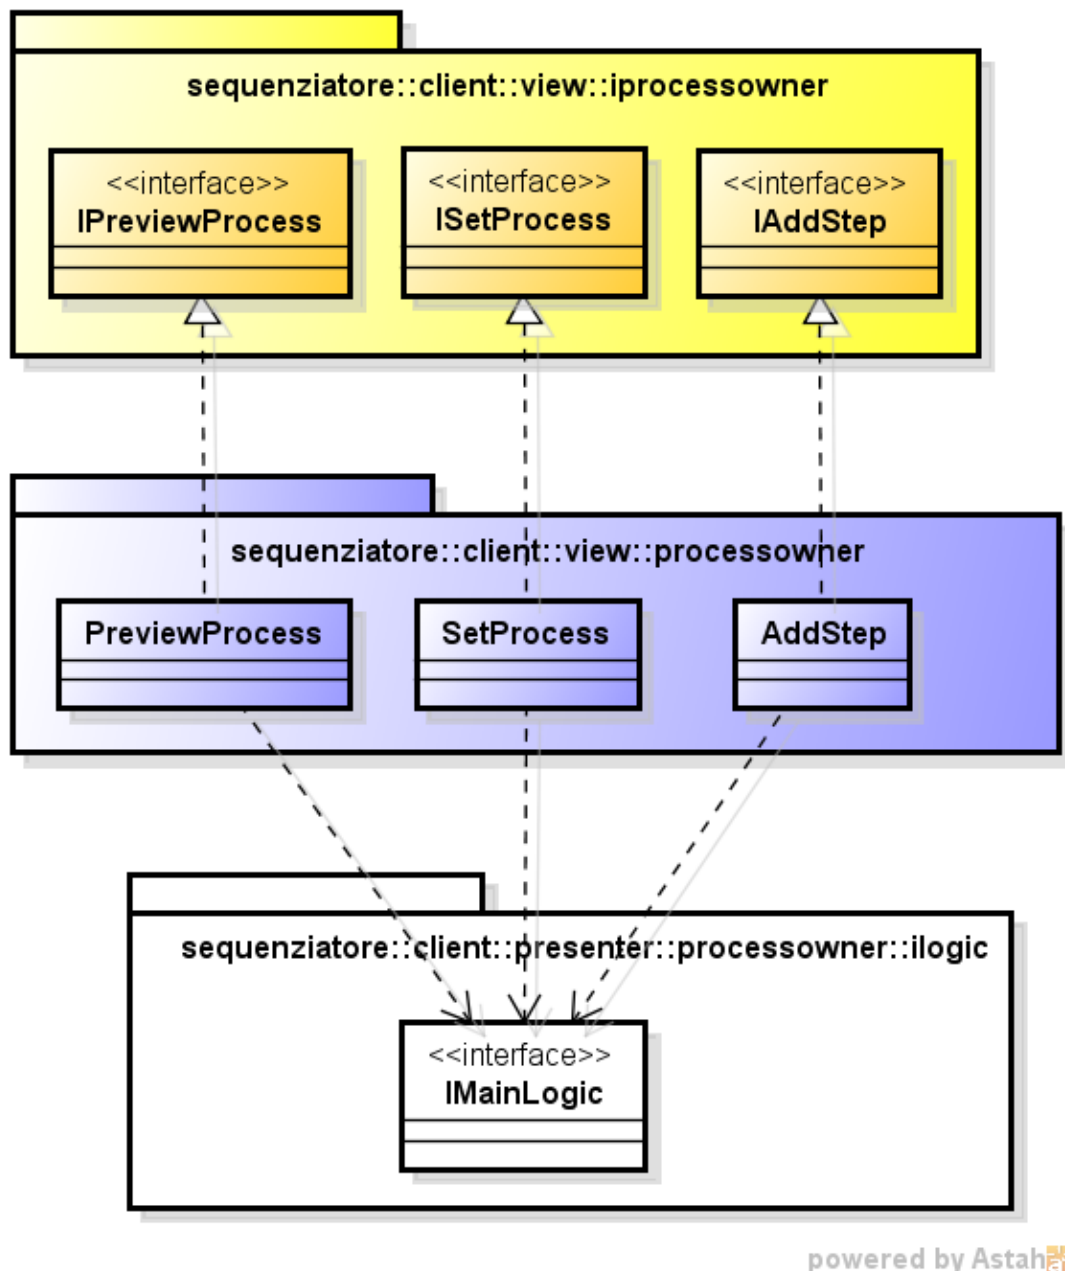 sequenziatore::client::view::iprocessowner
<<interface>>
IPreviewProcess
<<interface>>
ISetProcess
<<interface>>
IAddStep
sequenziatore::client::view::processowner
PreviewProcess
SetProcess
AddStep
sequenziatore::client::presenter::processowner::ilogic
<<interface>>
IMainLogic
powered by Astah